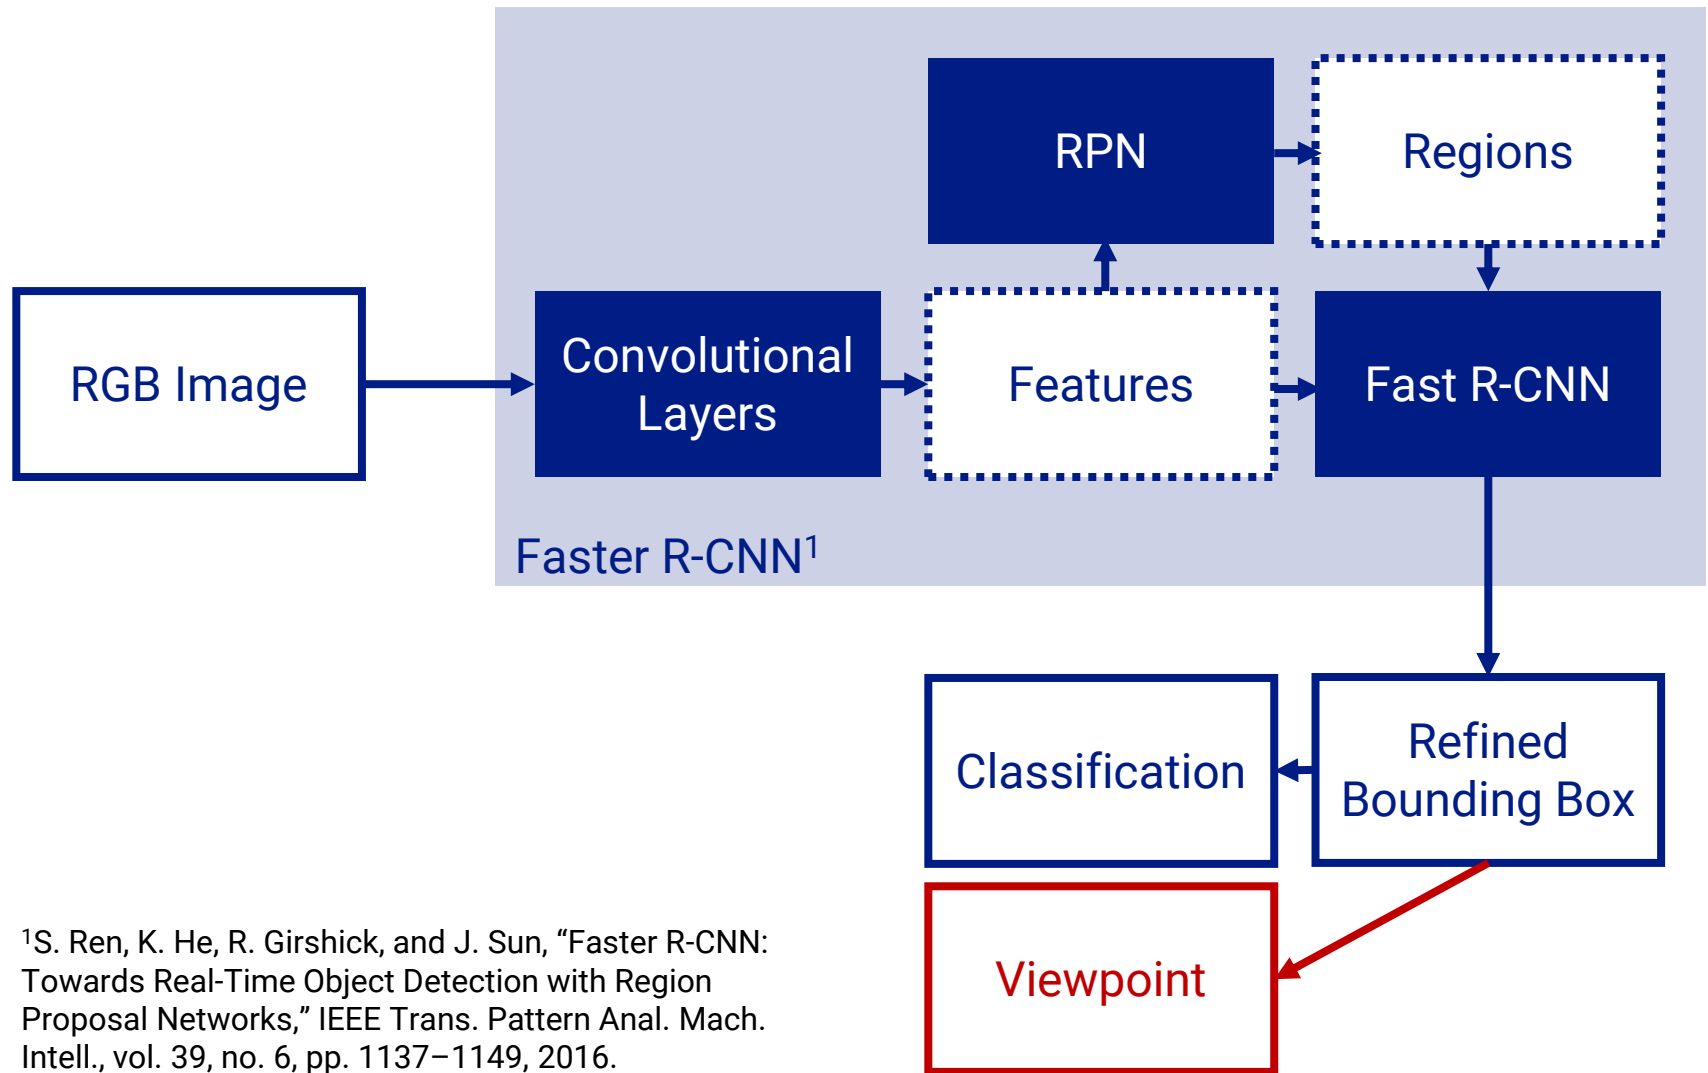 RPN
Regions
RGB Image
Convolutional
Layers
Features
Fast R-CNN
Faster R-CNN¹
Classification
Refined
Bounding Box
Viewpoint
¹S. Ren, K. He, R. Girshick, and J. Sun, “Faster R-CNN:
Towards Real-Time Object Detection with Region
Proposal Networks,” IEEE Trans. Pattern Anal. Mach.
Intell., vol. 39, no. 6, pp. 1137–1149, 2016.